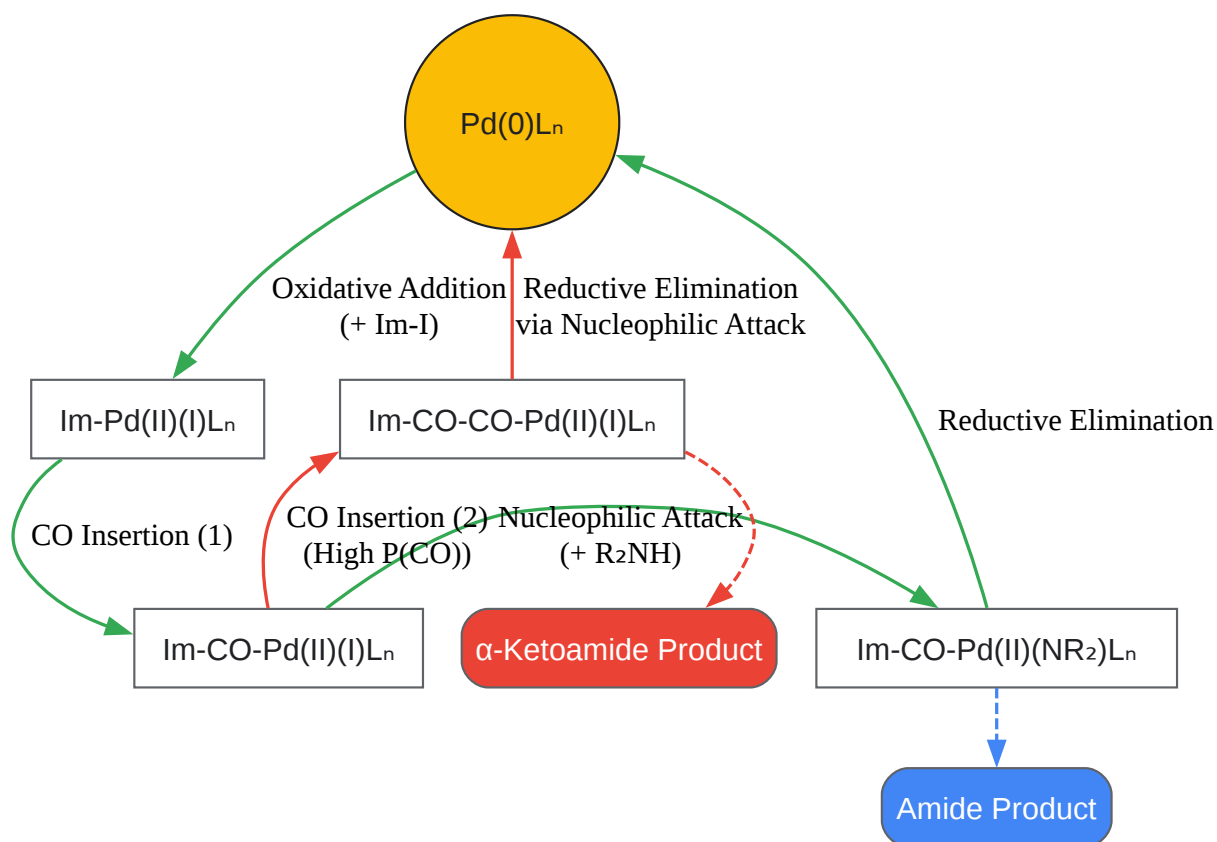 Pd(0)Lₙ
Oxidative Addition
(+ Im-I)
Reductive Elimination
via Nucleophilic Attack
Im-Pd(II)(I)Lₙ
Im-CO-CO-Pd(II)(I)Lₙ
Reductive Elimination
CO Insertion (1)
CO Insertion (2)
(High P(CO))
Nucleophilic Attack
(+ R₂NH)
Im-CO-Pd(II)(I)Lₙ
α-Ketoamide Product
Im-CO-Pd(II)(NR₂)Lₙ
Amide Product